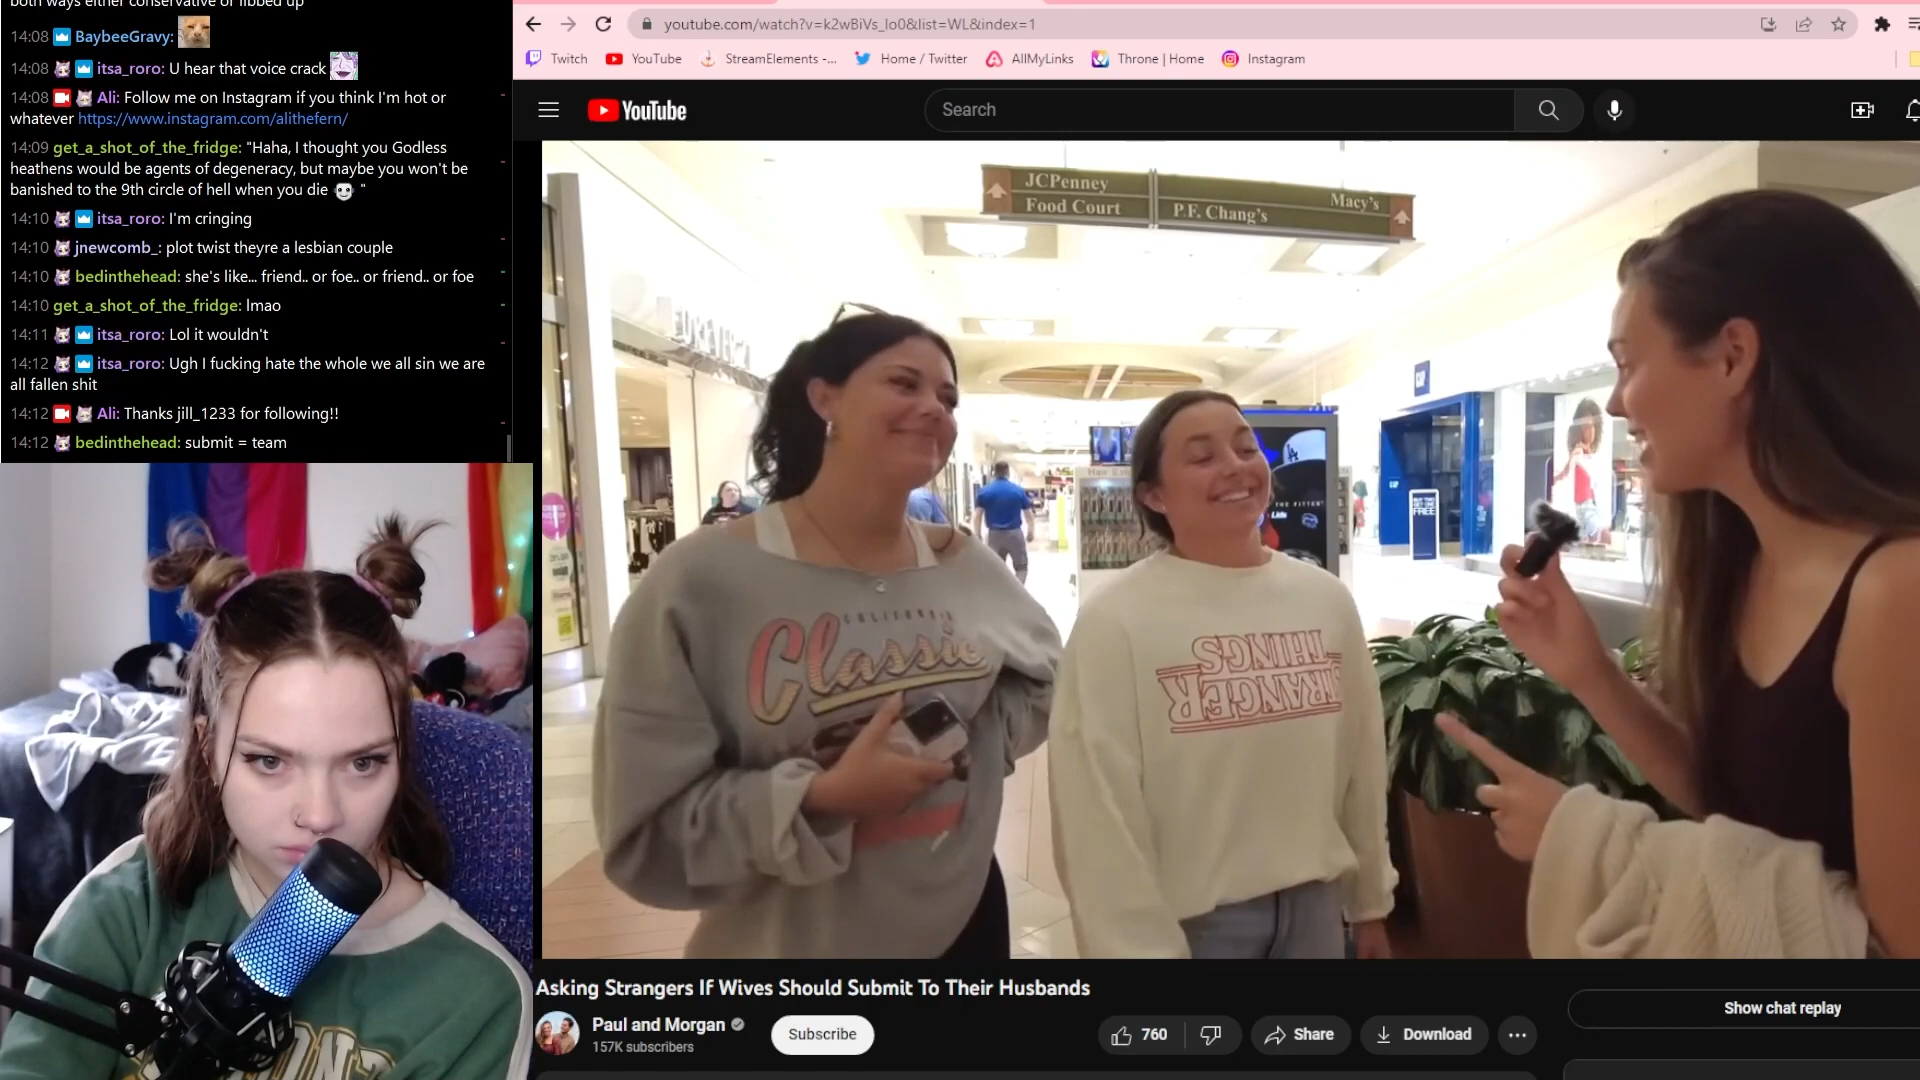 both ways either conservative or libbed up
14:08 BaybeeGravy:
14:08 itsa_roro: U hear that voice crack
14:08 Ali: Follow me on Instagram if you think I'm hot or
whatever https://www.instagram.com/alithefern/
14:09 get_a_shot_of_the_fridge: "Haha, I thought you Godless
heathens would be agents of degeneracy, but maybe you won't be
banished to the 9th circle of hell when you die "
14:10 itsa_roro: I'm cringing
14:10 jnewcomb_: plot twist theyre a lesbian couple
14:10 bedinthehead: she's like... friend.. or foe.. or friend.. or foe
14:10 get_a_shot_of_the_fridge: lmao
14:11 itsa_roro: Lol it wouldn't
14:12 itsa_roro: Ugh I fucking hate the whole we all sin we are
all fallen shit
14:12 Ali: Thanks jill_1233 for following!!
14:12 bedinthehead: submit = team
youtube.com/watch?v=k2wBiVs_lo0&list=WL&index=1
Twitch YouTube StreamElements -... Home / Twitter AllMyLinks Throne | Home Instagram
YouTube
Search
JCPenney
Food Court
P.F. Chang's
Macy's
GAP
CALIFORNIA
Classic
STRANGER
THINGS
Asking Strangers If Wives Should Submit To Their Husbands
Paul and Morgan
157K subscribers
Subscribe
760
Share
Download
Show chat replay